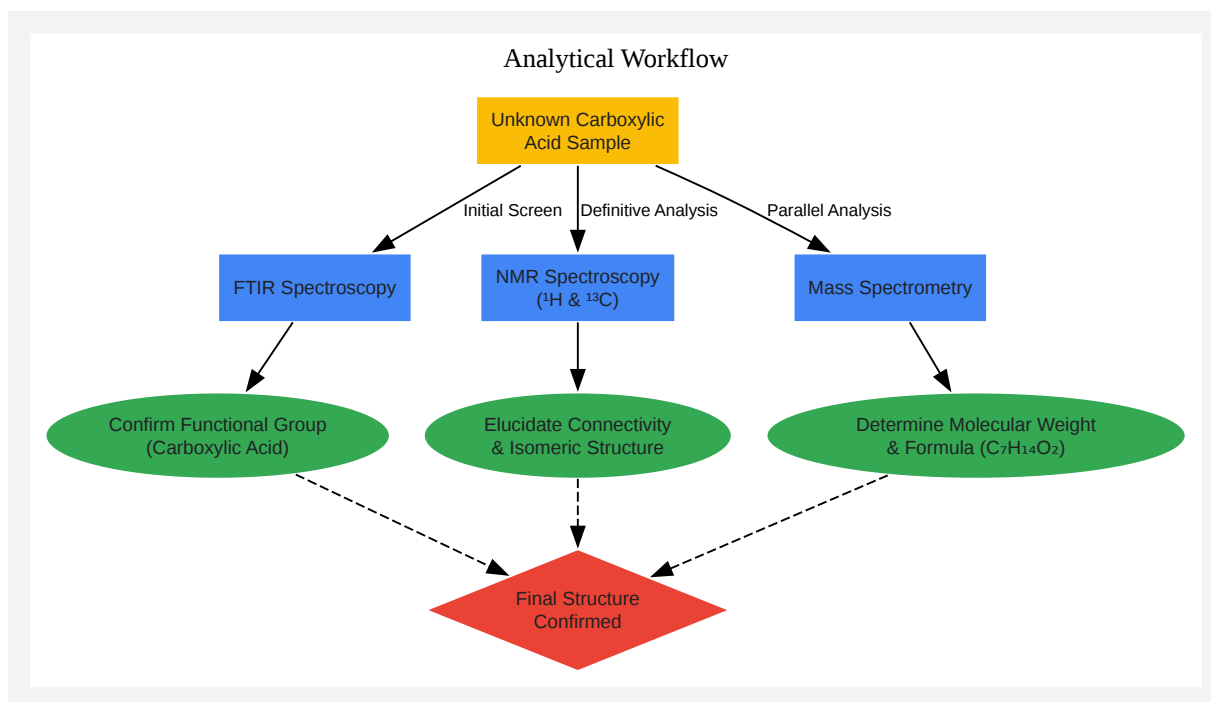 Analytical Workflow
Unknown Carboxylic
Acid Sample
Initial Screen
Definitive Analysis
Parallel Analysis
FTIR Spectroscopy
NMR Spectroscopy
(¹H & ¹³C)
Mass Spectrometry
Confirm Functional Group
(Carboxylic Acid)
Elucidate Connectivity
& Isomeric Structure
Determine Molecular Weight
& Formula (C₇H₁₄O₂)
Final Structure
Confirmed